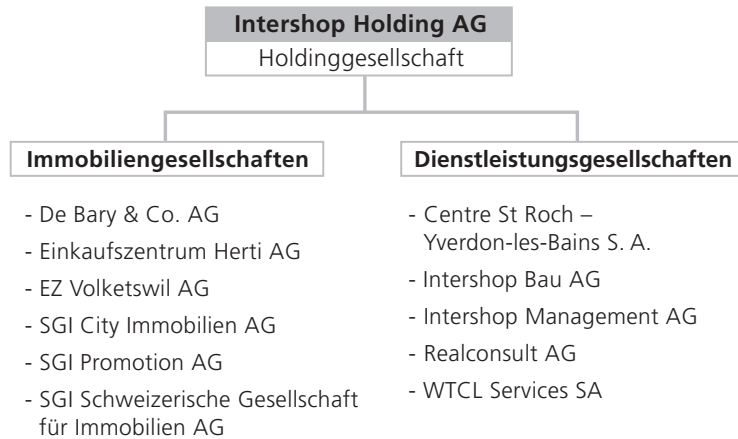 Intershop Holding AG
Holdinggesellschaft
Immobiliengesellschaften
- De Bary & Co. AG
- Einkaufszentrum Herti AG
- EZ Volketswil AG
- SGI City Immobilien AG
- SGI Promotion AG
- SGI Schweizerische Gesellschaft
für Immobilien AG
Dienstleistungsgesellschaften
- Centre St Roch –
Yverdon-les-Bains S. A.
- Intershop Bau AG
- Intershop Management AG
- Realconsult AG
- WTCL Services SA